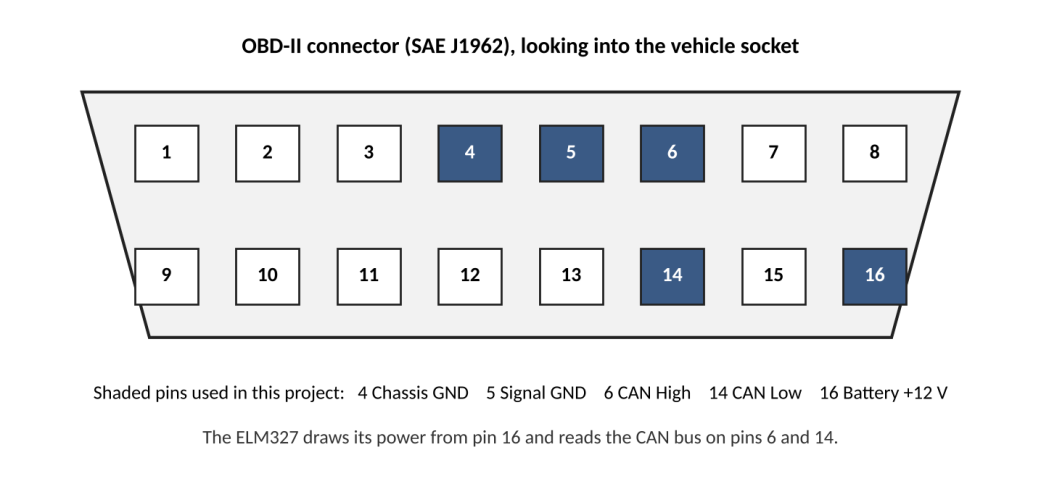 OBD-II connector (SAE J1962), looking into the vehicle socket
1 2 3 4 5 6 7 8
9 10 11 12 13 14 15 16
Shaded pins used in this project: 4 Chassis GND 5 Signal GND 6 CAN High 14 CAN Low 16 Battery +12 V
The ELM327 draws its power from pin 16 and reads the CAN bus on pins 6 and 14.